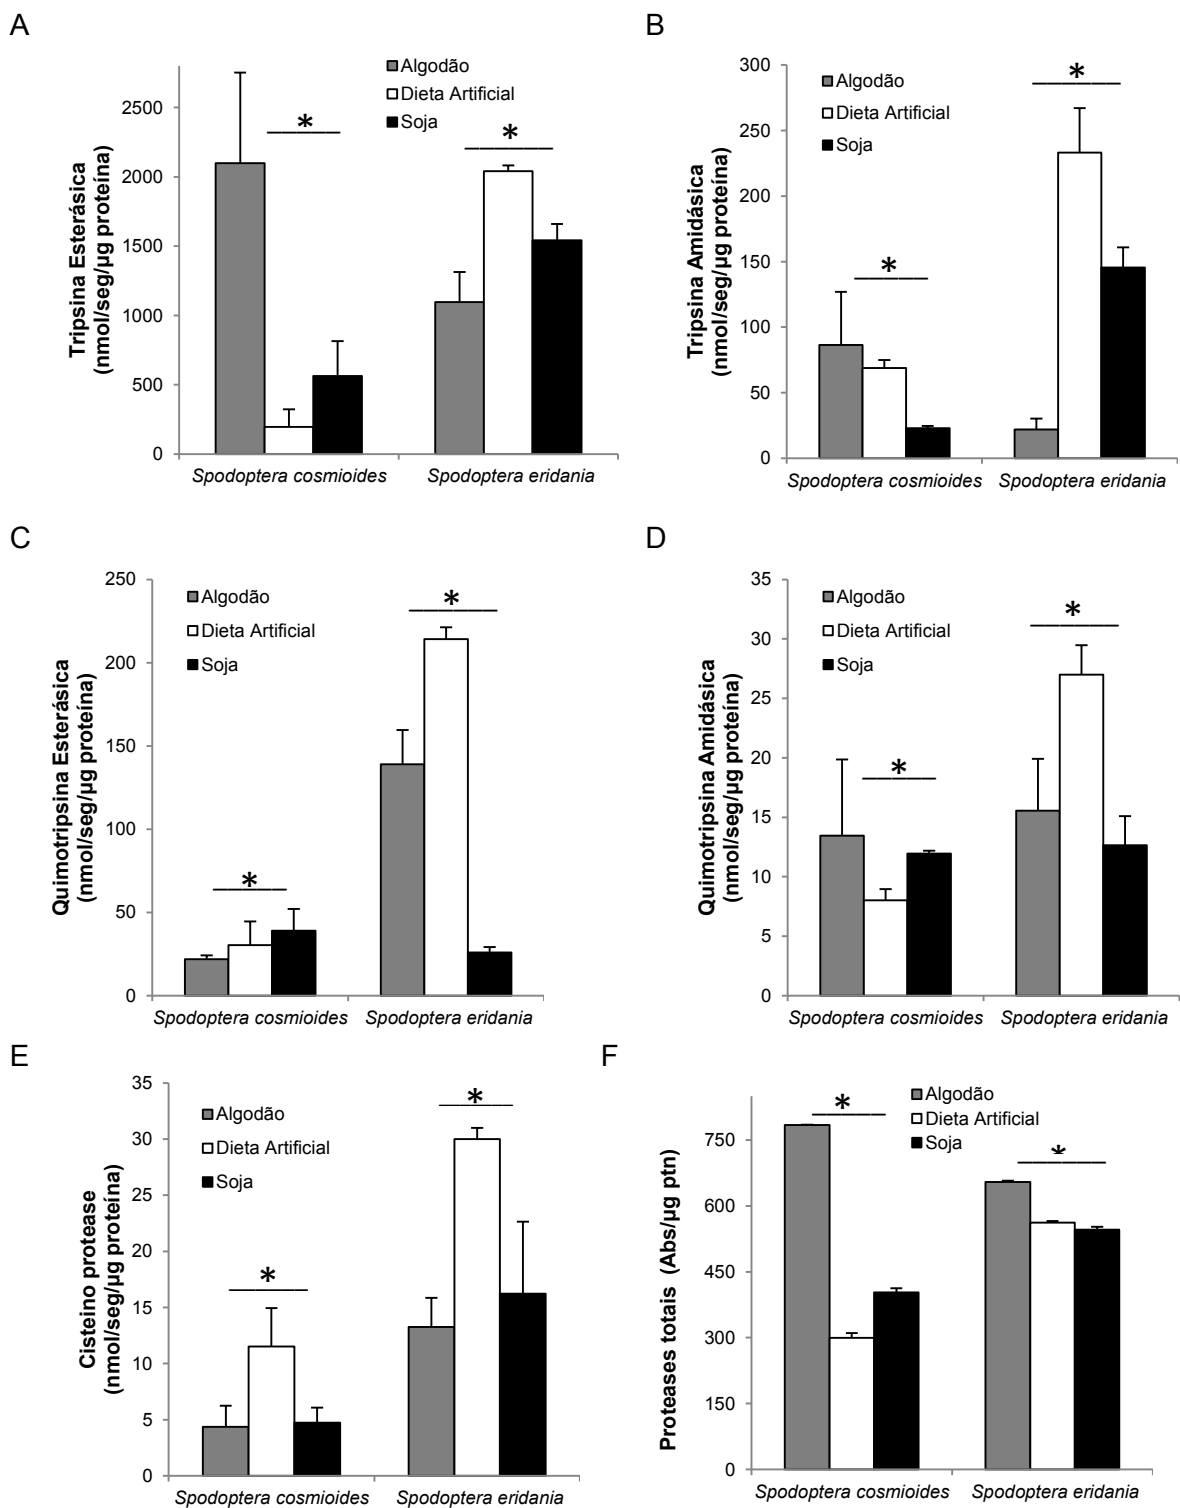 A
Tripsina Esterásica
(nmol/seg/µg proteína)
2500
2000
1500
1000
500
0
Algodão
Dieta Artificial
Soja
*
*
Spodoptera cosmioides
Spodoptera eridania
B
Tripsina Amidásica
(nmol/seg/µg proteína)
300
250
200
150
100
50
0
Algodão
Dieta Artificial
Soja
*
*
Spodoptera cosmioides
Spodoptera eridania
C
Quimotripsina Esterásica
(nmol/seg/µg proteína)
250
200
150
100
50
0
Algodão
Dieta Artificial
Soja
*
*
Spodoptera cosmioides
Spodoptera eridania
D
Quimotripsina Amidásica
(nmol/seg/µg proteína)
35
30
25
20
15
10
5
0
Algodão
Dieta Artificial
Soja
*
*
Spodoptera cosmioides
Spodoptera eridania
E
Cisteino protease
(nmol/seg/µg proteína)
35
30
25
20
15
10
5
0
Algodão
Dieta Artificial
Soja
*
*
Spodoptera cosmioides
Spodoptera eridania
F
Proteases totais (Abs/µg ptn)
750
600
450
300
150
0
Algodão
Dieta Artificial
Soja
*
*
Spodoptera cosmioides
Spodoptera eridania